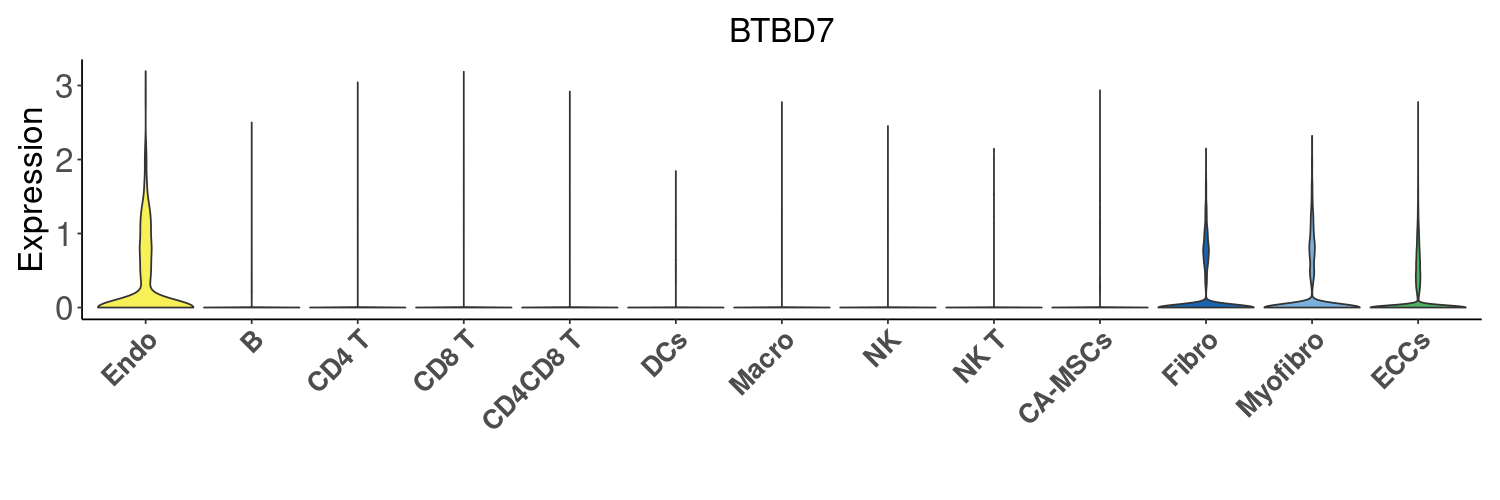 BTBD7
Expression
3
2
1
0
Endo
B
CD4 T
CD8 T
CD4CD8 T
DCs
Macro
NK
NK T
CA-MSCs
Fibro
Myofibro
ECCs